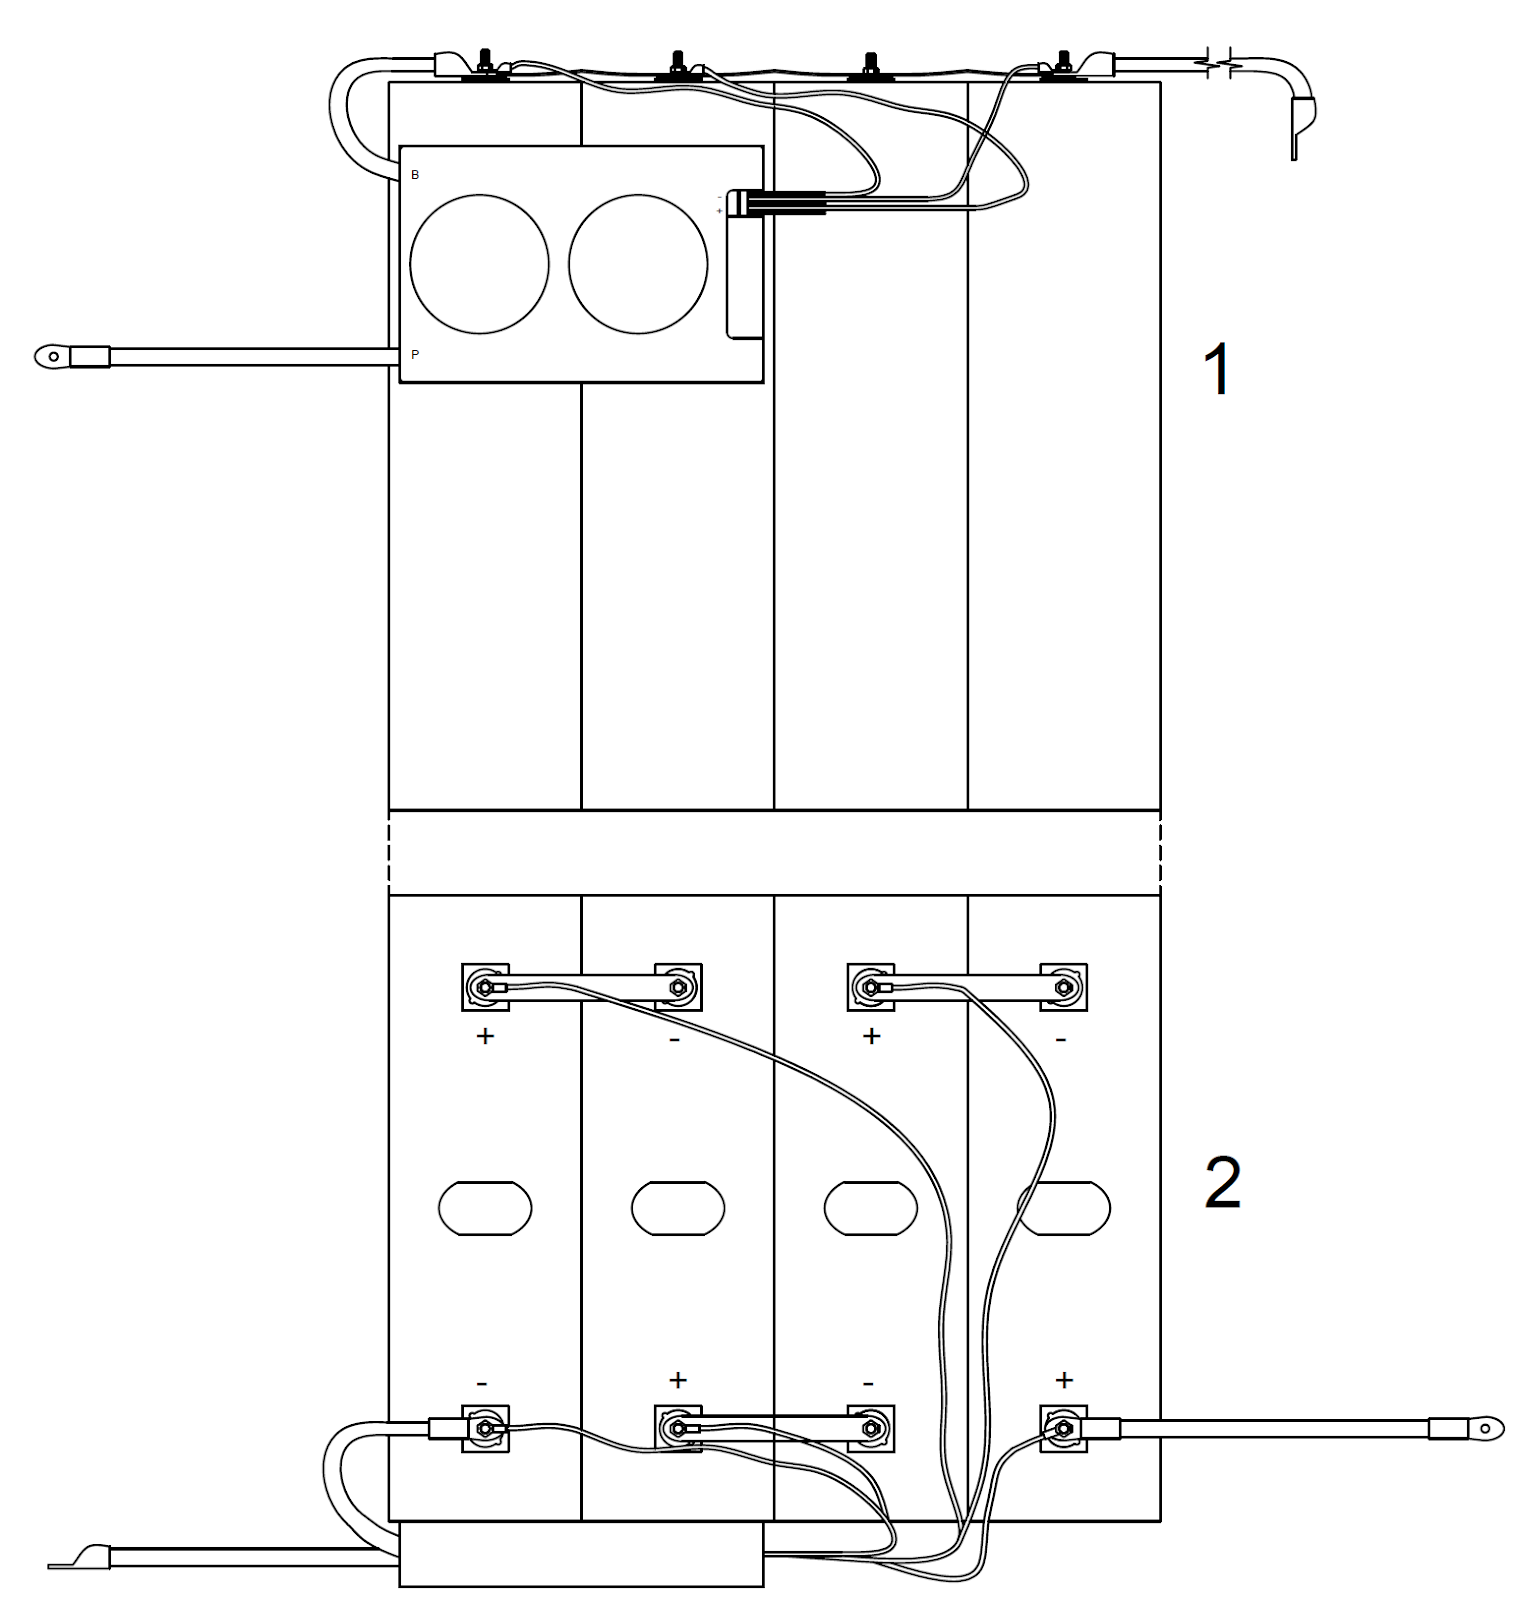 B
-
+
P
1
+ - + -
2
- + - +